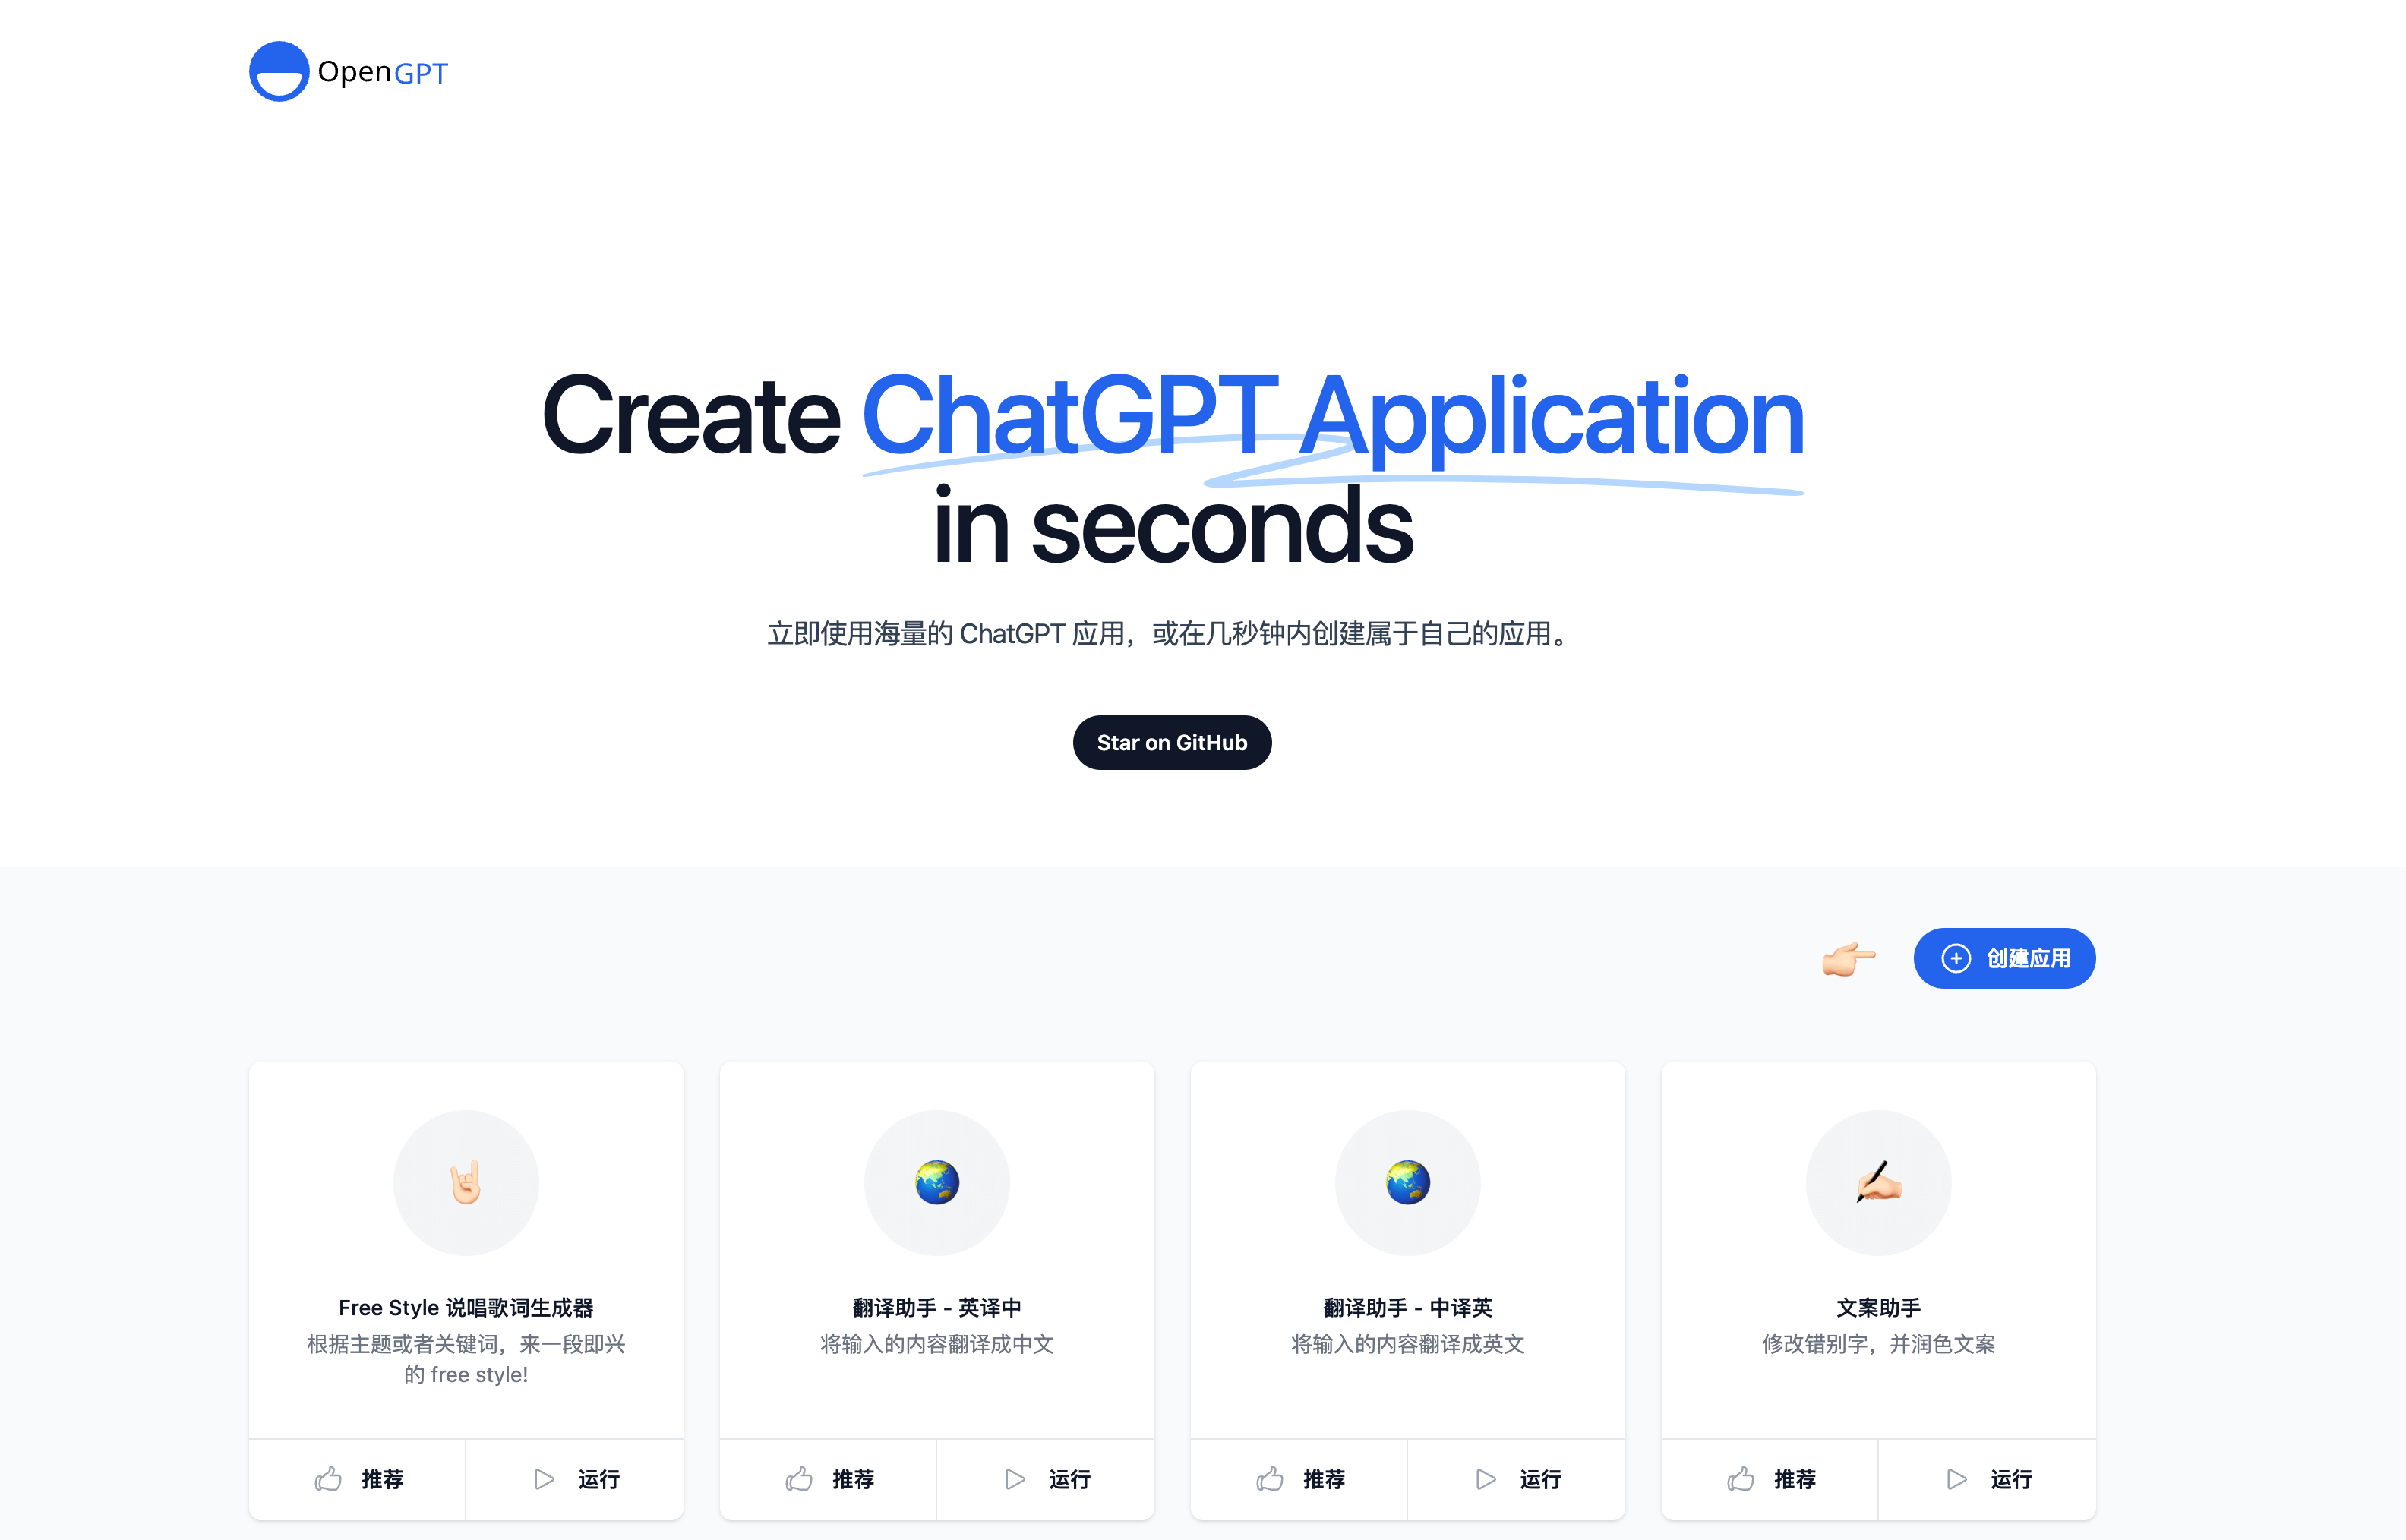 OpenGPT
Create ChatGPT Application
in seconds
立即使用海量的 ChatGPT 应用，或在几秒钟内创建属于自己的应用。
Star on GitHub
创建应用
Free Style 说唱歌词生成器
根据主题或者关键词，来一段即兴
的 free style!
推荐
运行
翻译助手 - 英译中
将输入的内容翻译成中文
推荐
运行
翻译助手 - 中译英
将输入的内容翻译成英文
推荐
运行
文案助手
修改错别字，并润色文案
推荐
运行